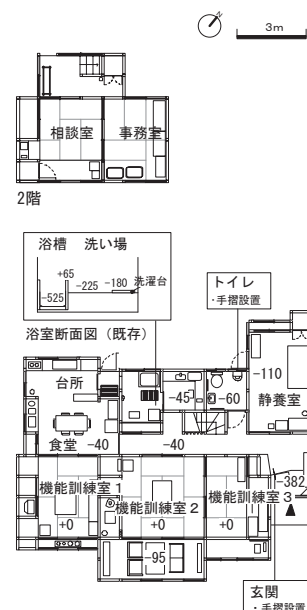 3m
相談室 事務室
2階
浴槽 洗い場
+65
-225 -180 洗濯台
-525
浴室断面図（既存）
トイレ
・手摺設置
台所
-45 -60
-110
静養室
食堂 -40 -40
機能訓練室 1
機能訓練室 2
機能訓練室 3
-382
+0 +0 +0
-95
玄関
・手摺設置